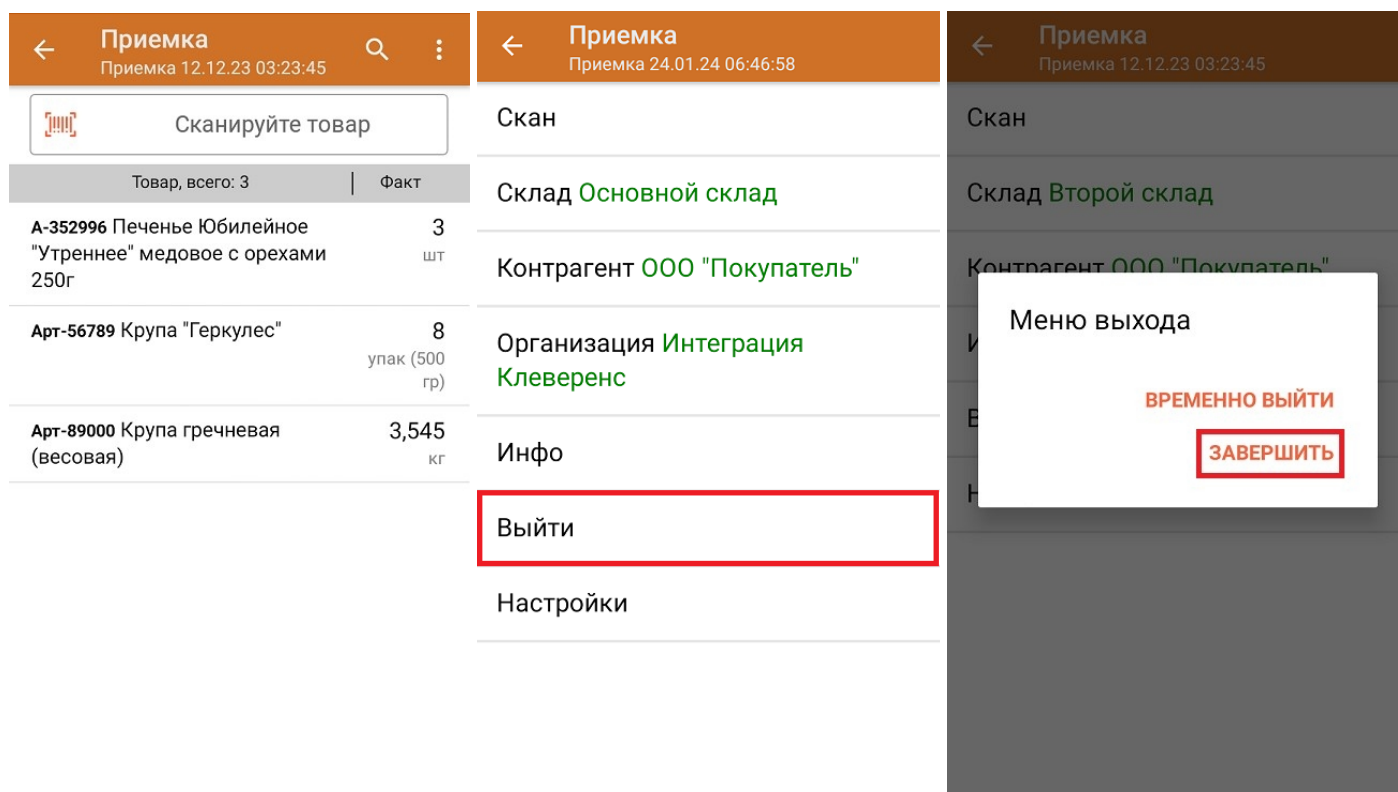 Приемка
Приемка 12.12.23 03:23:45
Сканируйте товар
Товар, всего: 3 | Факт
А-352996 Печенье Юбилейное 3
"Утреннее" медовое с орехами шт
250г
Арт-56789 Крупа "Геркулес" 8
упак (500
гр)
Арт-89000 Крупа гречневая 3,545
(весовая) кг
Приемка
Приемка 24.01.24 06:46:58
Скан
Склад Основной склад
Контрагент ООО "Покупатель"
Организация Интеграция
Клеверенс
Инфо
Выйти
Настройки
Приемка
Приемка 12.12.23 03:23:45
Скан
Склад Второй склад
Контрагент ООО "Покупатель"
Меню выхода
ВРЕМЕННО ВЫЙТИ
ЗАВЕРШИТЬ